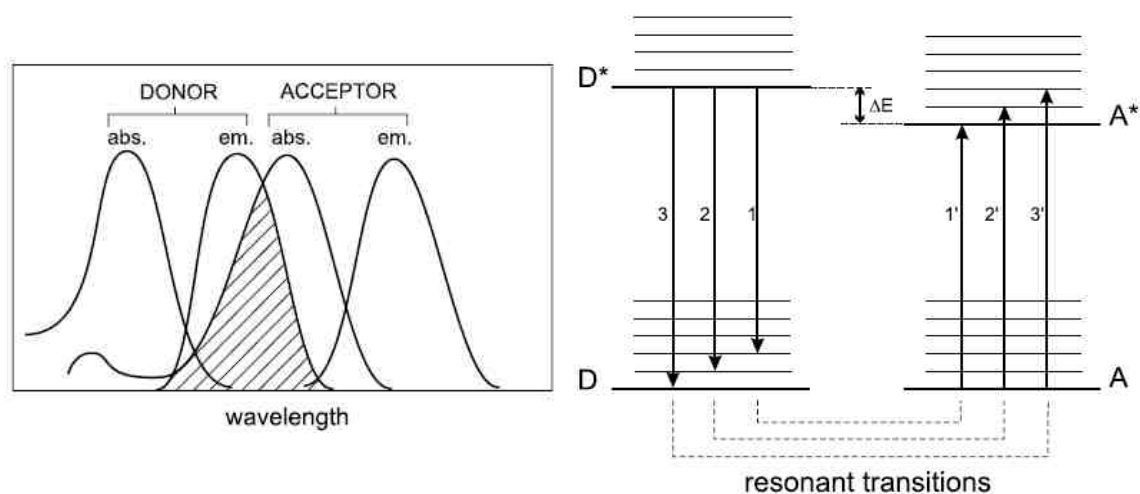 DONOR ACCEPTOR
abs. em. abs. em.
wavelength
D*
ΔE
A*
3 2 1 1' 2' 3'
D A
resonant transitions